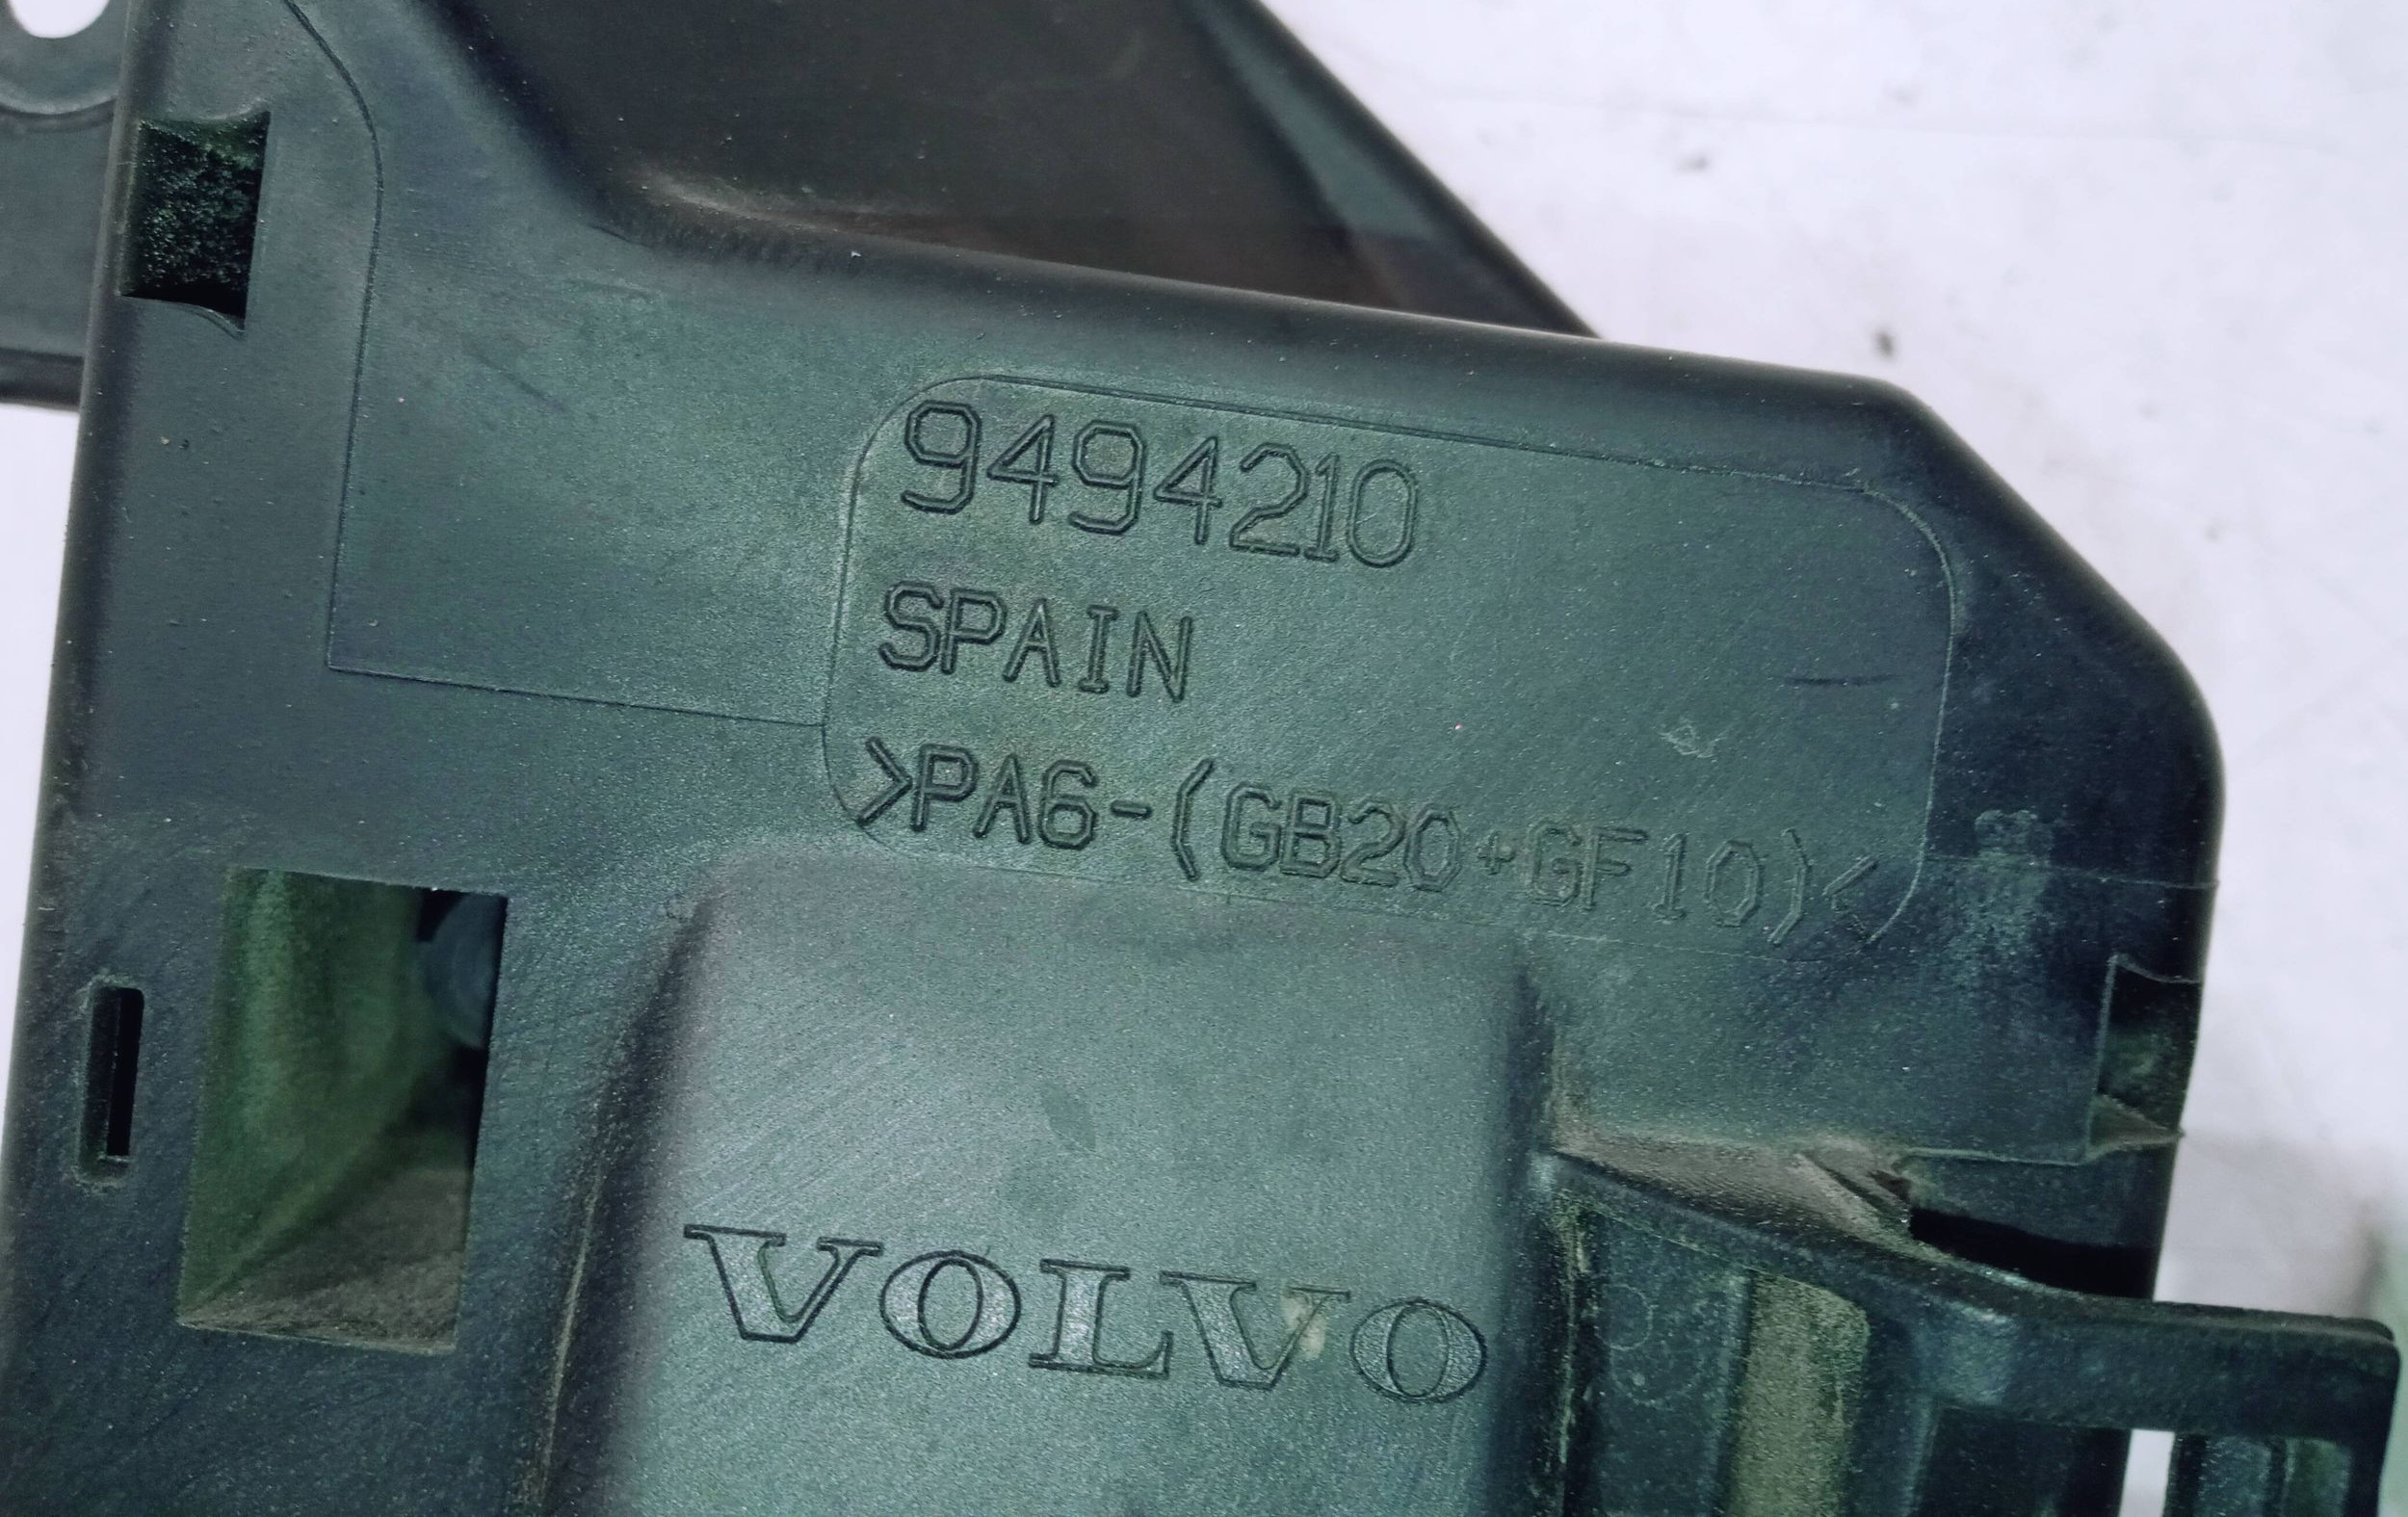 9494210
SPAIN
>PA6-(GB20+GF10)<
VOLVO